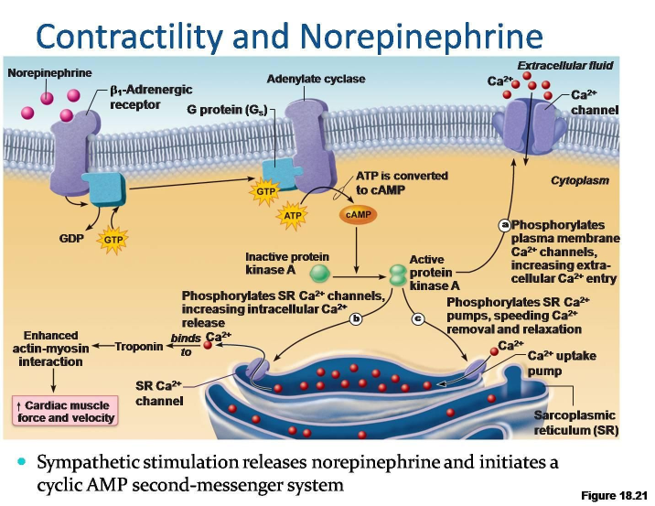 Contractility and Norepinephrine
Norepinephrine
β₁-Adrenergic
receptor
G protein (Gₛ)
Adenylate cyclase
Extracellular fluid
Ca²⁺
Ca²⁺
channel
GTP
ATP is converted
to cAMP
Cytoplasm
ATP
cAMP
GDP
GTP
a
Phosphorylates
plasma membrane
Ca²⁺ channels,
increasing extra-
cellular Ca²⁺ entry
Inactive protein
kinase A
Active
protein
kinase A
Phosphorylates SR Ca²⁺ channels,
increasing intracellular Ca²⁺
release
b
c
Phosphorylates SR Ca²⁺
pumps, speeding Ca²⁺
removal and relaxation
Enhanced
actin-myosin
interaction
Troponin
binds
to
Ca²⁺
Ca²⁺
Ca²⁺ uptake
pump
SR Ca²⁺
channel
↑ Cardiac muscle
force and velocity
Sarcoplasmic
reticulum (SR)
• Sympathetic stimulation releases norepinephrine and initiates a
cyclic AMP second-messenger system
Figure 18.21